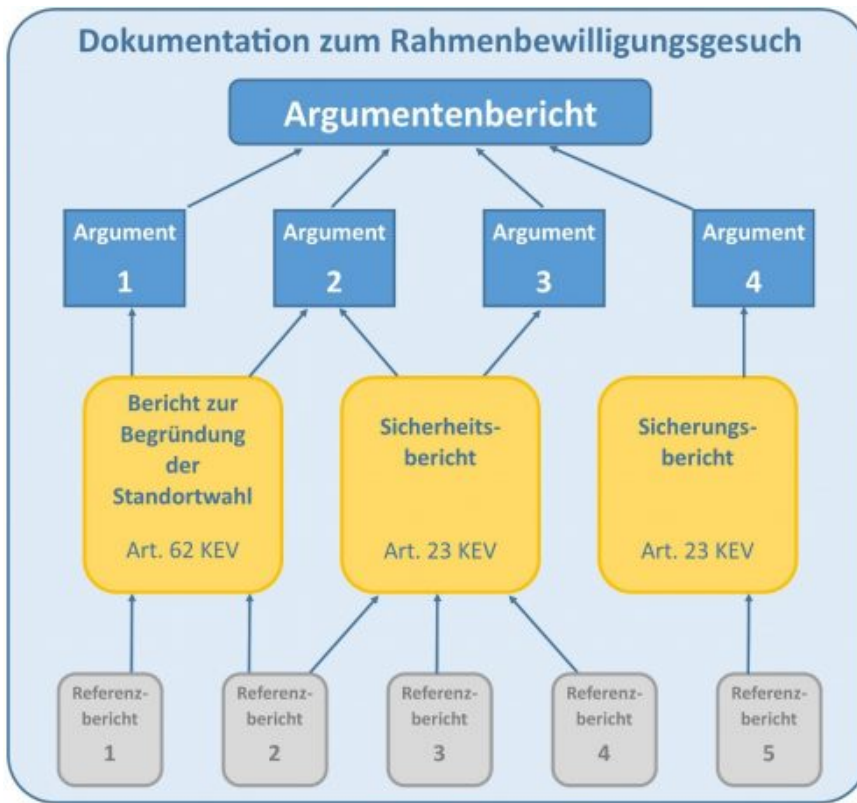 Dokumentation zum Rahmenbewilligungsgesuch
Argumentenbericht
Argument
1
Argument
2
Argument
3
Argument
4
Bericht zur
Begründung
der
Standortwahl
Art. 62 KEV
Sicherheits-
bericht
Art. 23 KEV
Sicherungs-
bericht
Art. 23 KEV
Referenz-
bericht
1
Referenz-
bericht
2
Referenz-
bericht
3
Referenz-
bericht
4
Referenz-
bericht
5